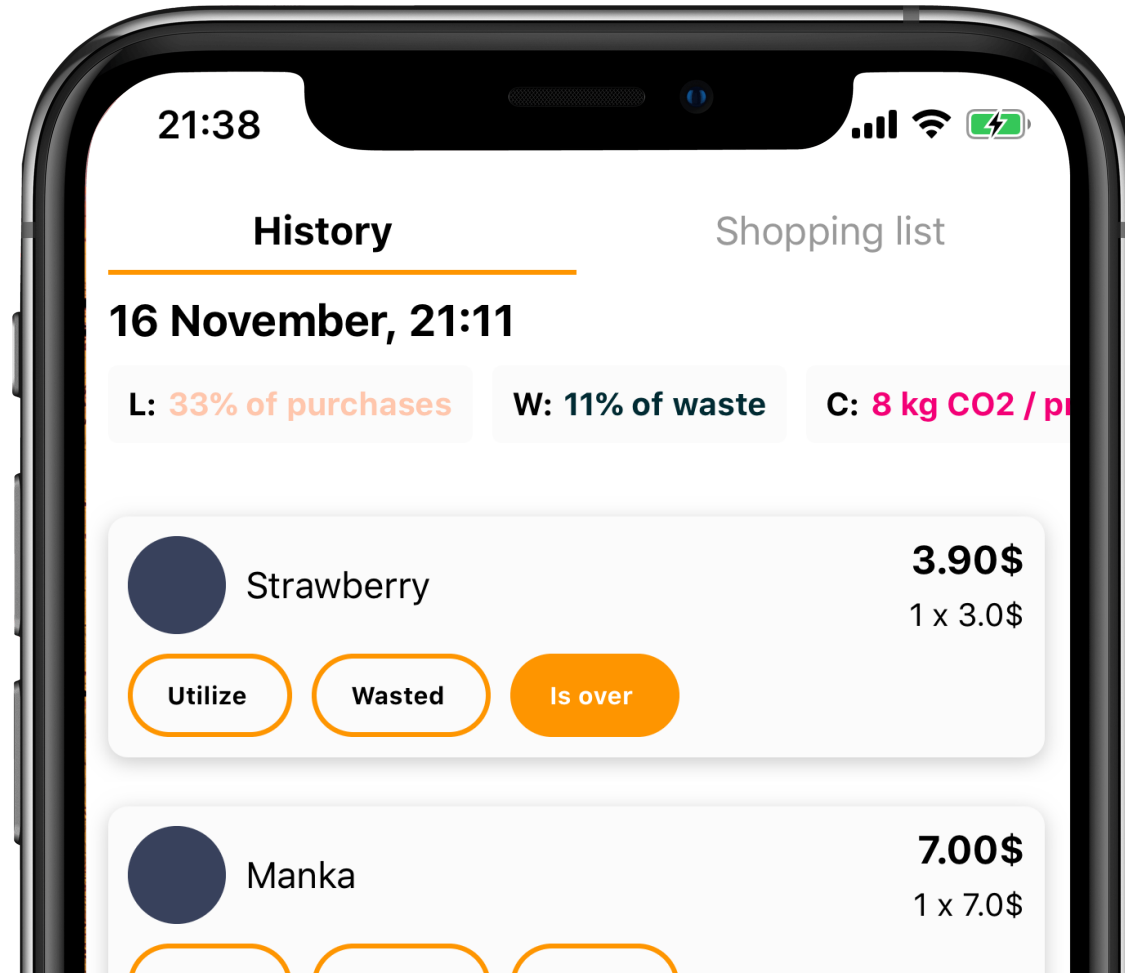 21:38
History
Shopping list
16 November, 21:11
L: 33% of purchases
W: 11% of waste
C: 8 kg CO2 /
Strawberry
3.90$
1 x 3.0$
Utilize
Wasted
Is over
Manka
7.00$
1 x 7.0$